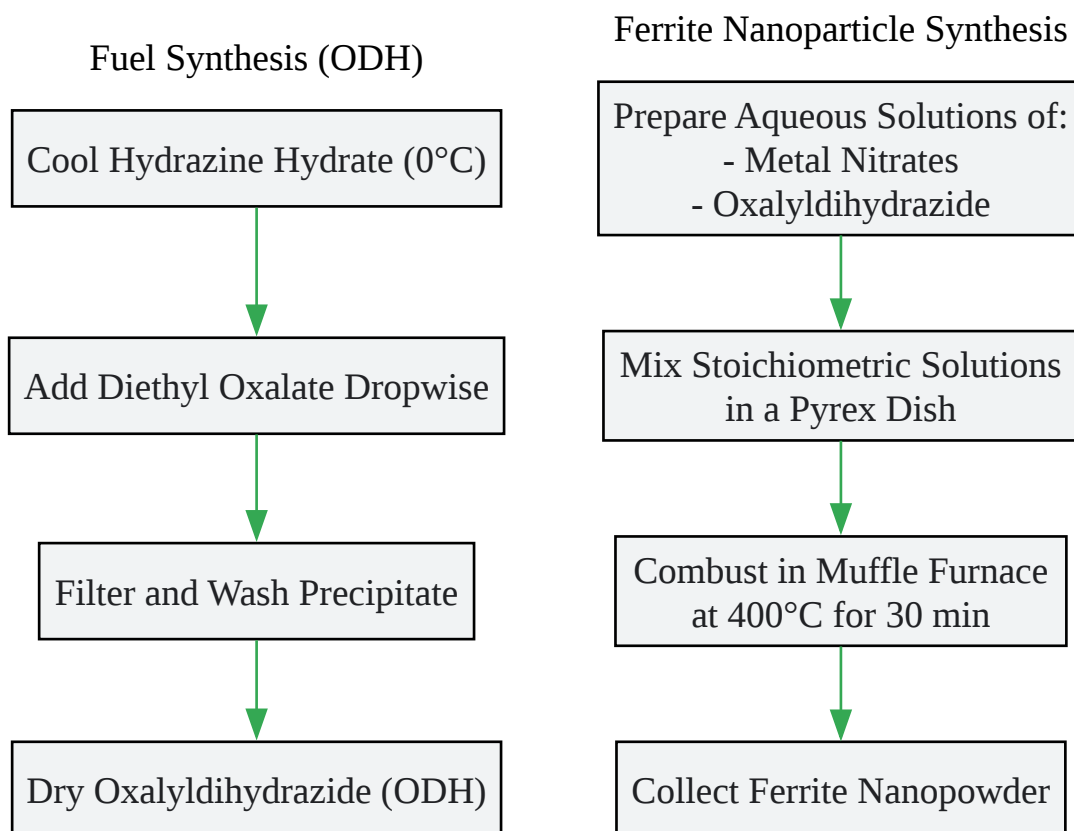 Fuel Synthesis (ODH)
Cool Hydrazine Hydrate (0°C)
Add Diethyl Oxalate Dropwise
Filter and Wash Precipitate
Dry Oxalyldihydrazide (ODH)
Ferrite Nanoparticle Synthesis
Prepare Aqueous Solutions of:
- Metal Nitrates
- Oxalyldihydrazide
Mix Stoichiometric Solutions
in a Pyrex Dish
Combust in Muffle Furnace
at 400°C for 30 min
Collect Ferrite Nanopowder